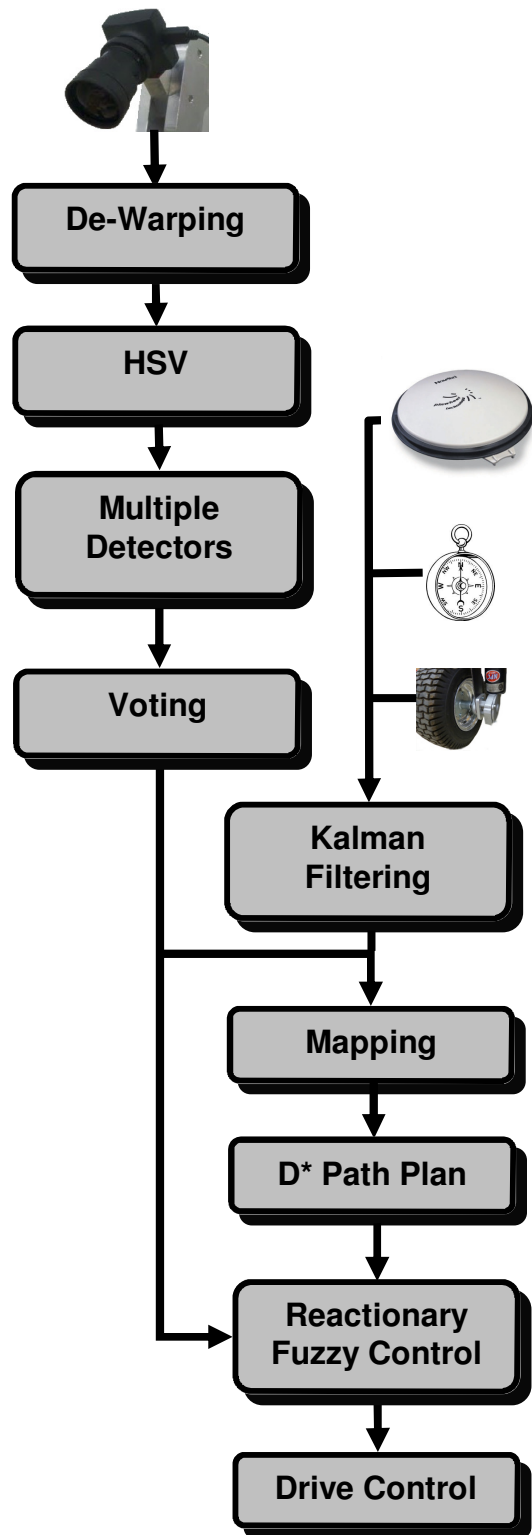 De-Warping
HSV
Multiple
Detectors
Voting
N
W
E
S
Kalman
Filtering
Mapping
D* Path Plan
Reactionary
Fuzzy Control
Drive Control